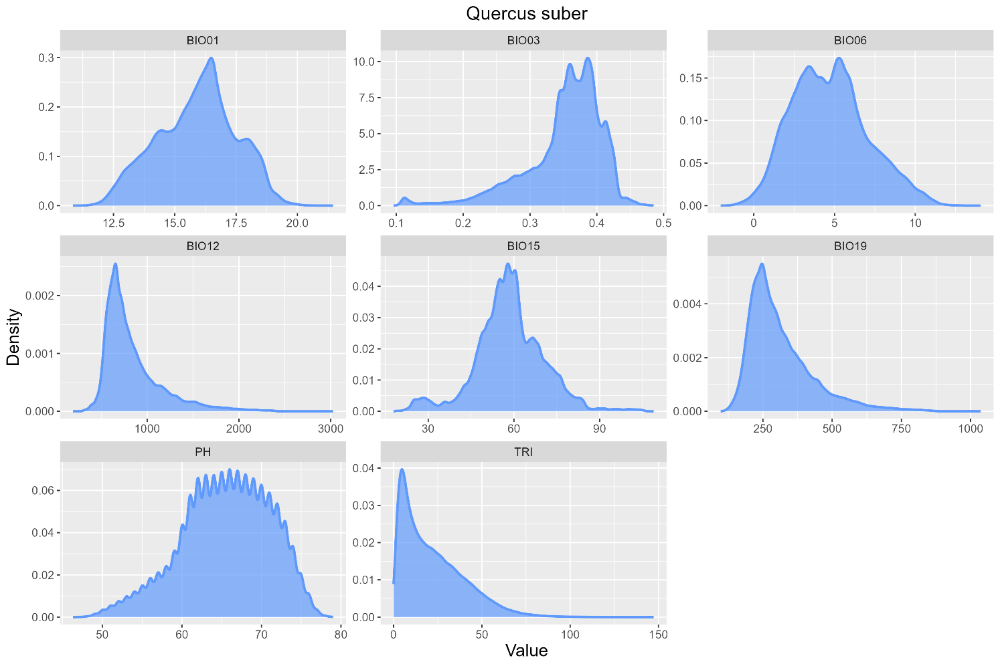 Quercus suber
BIO01
BIO03
BIO06
0.3
0.2
0.1
0.0
12.5 15.0 17.5 20.0
10.0
7.5
5.0
2.5
0.0
0.1 0.2 0.3 0.4 0.5
0.15
0.10
0.05
0.00
0 5 10
BIO12
BIO15
BIO19
0.002
0.001
0.000
1000 2000 3000
0.04
0.03
0.02
0.01
0.00
30 60 90
0.004
0.002
0.000
250 500 750 1000
PH
TRI
0.06
0.04
0.02
0.00
50 60 70 80
0.04
0.03
0.02
0.01
0.00
0 50 100 150
Density
Value